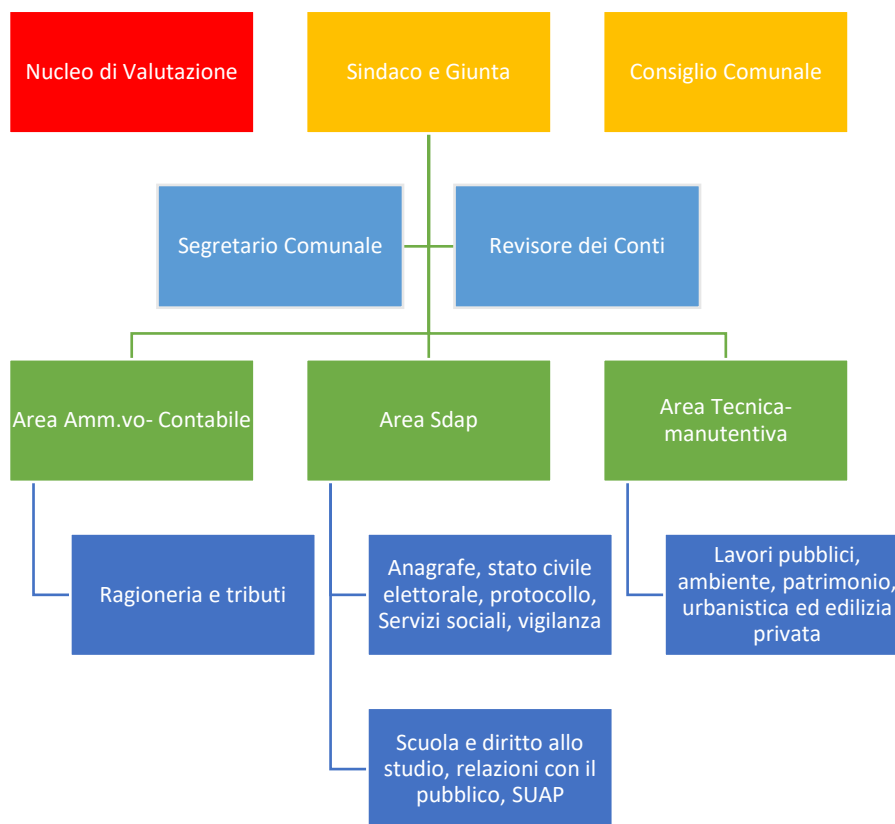 Nucleo di Valutazione
Sindaco e Giunta
Consiglio Comunale
Segretario Comunale
Revisore dei Conti
Area Amm.vo- Contabile
Area Sdap
Area Tecnica-
manutentiva
Ragioneria e tributi
Anagrafe, stato civile
elettorale, protocollo,
Servizi sociali, vigilanza
Lavori pubblici,
ambiente, patrimonio,
urbanistica ed edilizia
privata
Scuola e diritto allo
studio, relazioni con il
pubblico, SUAP